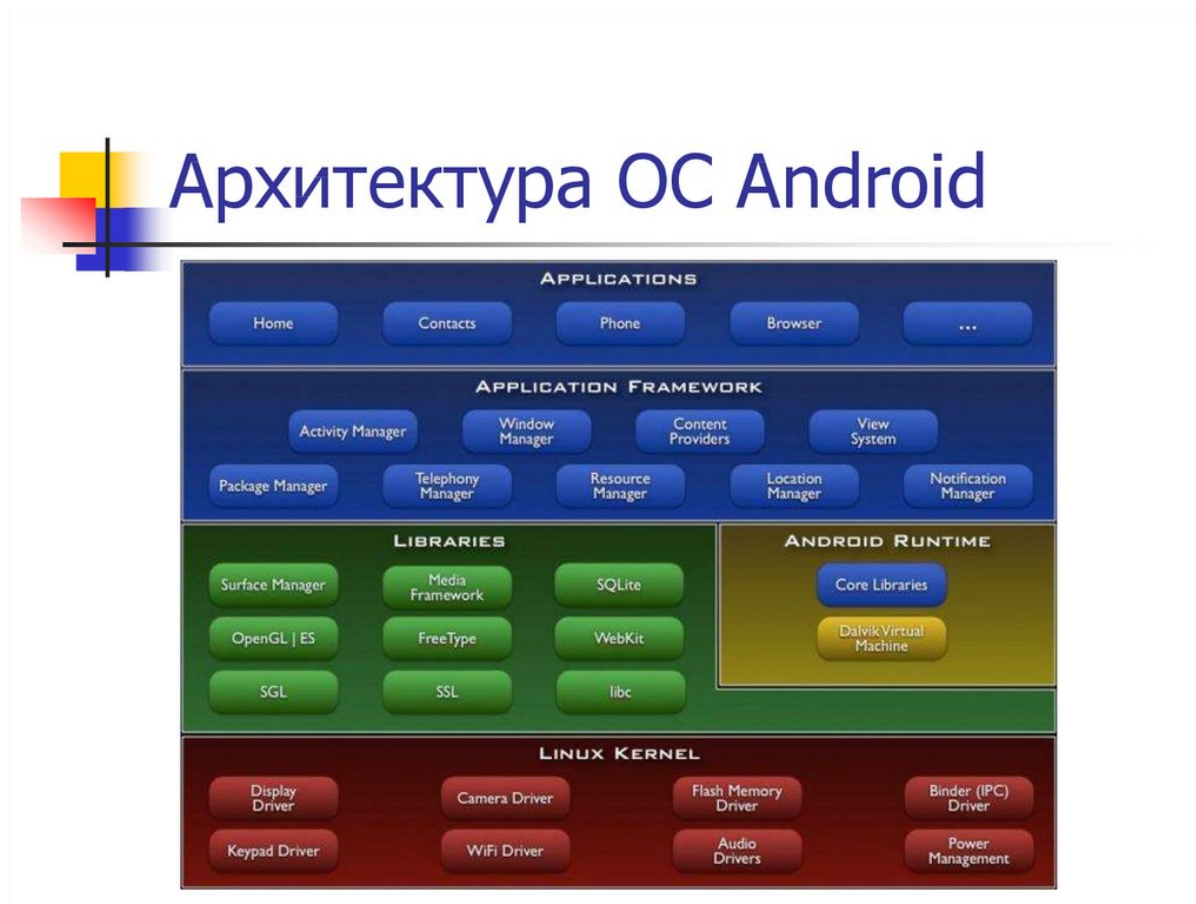 Архитектура ОС Android
APPLICATIONS
Home
Contacts
Phone
Browser
...
APPLICATION FRAMEWORK
Activity Manager
Window
Manager
Content
Providers
View
System
Package Manager
Telephony
Manager
Resource
Manager
Location
Manager
Notification
Manager
LIBRARIES
Surface Manager
Media
Framework
SQLite
OpenGL | ES
FreeType
WebKit
SGL
SSL
libc
ANDROID RUNTIME
Core Libraries
Dalvik Virtual
Machine
LINUX KERNEL
Display
Driver
Camera Driver
Flash Memory
Driver
Binder (IPC)
Driver
Keypad Driver
WiFi Driver
Audio
Drivers
Power
Management